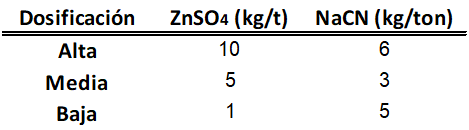 Dosificación ZnSO4 (kg/t) NaCN (kg/ton)
Alta 10 6
Media 5 3
Baja 1 5